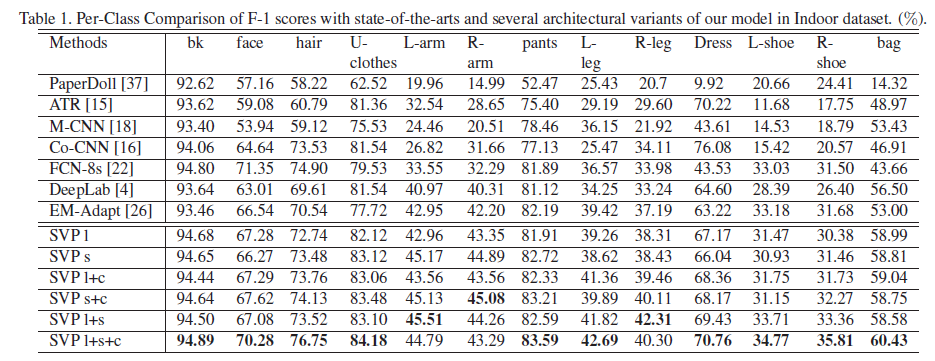 Table 1. Per-Class Comparison of F-1 scores with state-of-the-arts and several architectural variants of our model in Indoor dataset. (%).
Methods bk face hair U- L-arm R- pants L- R-leg Dress L-shoe R- bag
clothes arm leg shoe
PaperDoll [37] 92.62 57.16 58.22 62.52 19.96 14.99 52.47 25.43 20.7 9.92 20.66 24.41 14.32
ATR [15] 93.62 59.08 60.79 81.36 32.54 28.65 75.40 29.19 29.60 70.22 11.68 17.75 48.97
M-CNN [18] 93.40 53.94 59.12 75.53 24.46 20.51 78.46 36.15 21.92 43.61 14.53 18.79 53.43
Co-CNN [16] 94.06 64.64 73.53 81.54 26.82 31.66 77.13 25.47 34.11 76.08 15.42 20.57 46.91
FCN-8s [22] 94.80 71.35 74.90 79.53 33.55 32.29 81.89 36.57 33.98 43.53 33.03 31.50 43.66
DeepLab [4] 93.64 63.01 69.61 81.54 40.97 40.31 81.12 34.25 33.24 64.60 28.39 26.40 56.50
EM-Adapt [26] 93.46 66.54 70.54 77.72 42.95 42.20 82.19 39.42 37.19 63.22 33.18 31.68 53.00
SVP l 94.68 67.28 72.74 82.12 42.96 43.35 81.91 39.26 38.31 67.17 31.47 30.38 58.99
SVP s 94.65 66.27 73.48 83.12 45.17 44.89 82.72 38.62 38.43 66.04 30.93 31.46 58.81
SVP l+c 94.44 67.29 73.76 83.06 43.56 43.56 82.33 41.36 39.46 68.36 31.75 31.73 59.04
SVP s+c 94.64 67.62 74.13 83.48 45.13 45.08 83.21 39.89 40.11 68.17 31.15 32.27 58.75
SVP l+s 94.50 67.08 73.52 83.10 45.51 44.26 82.59 41.82 42.31 69.43 33.71 33.36 58.58
SVP l+s+c 94.89 70.28 76.75 84.18 44.79 43.29 83.59 42.69 40.30 70.76 34.77 35.81 60.43